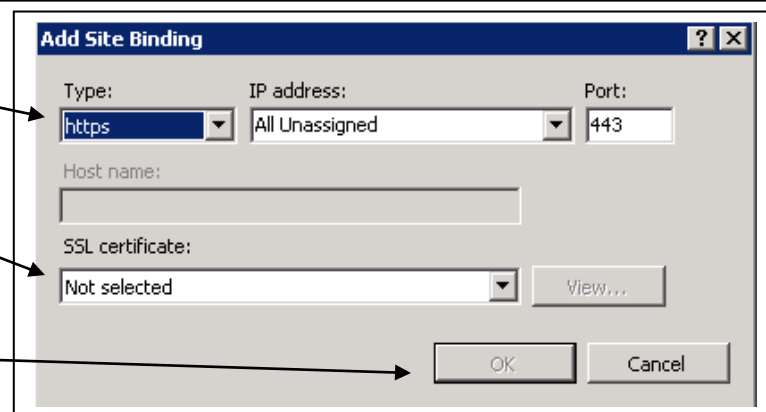 Add Site Binding ? X
Type: IP address: Port:
https All Unassigned 443
Host name:
SSL certificate:
Not selected View...
OK Cancel